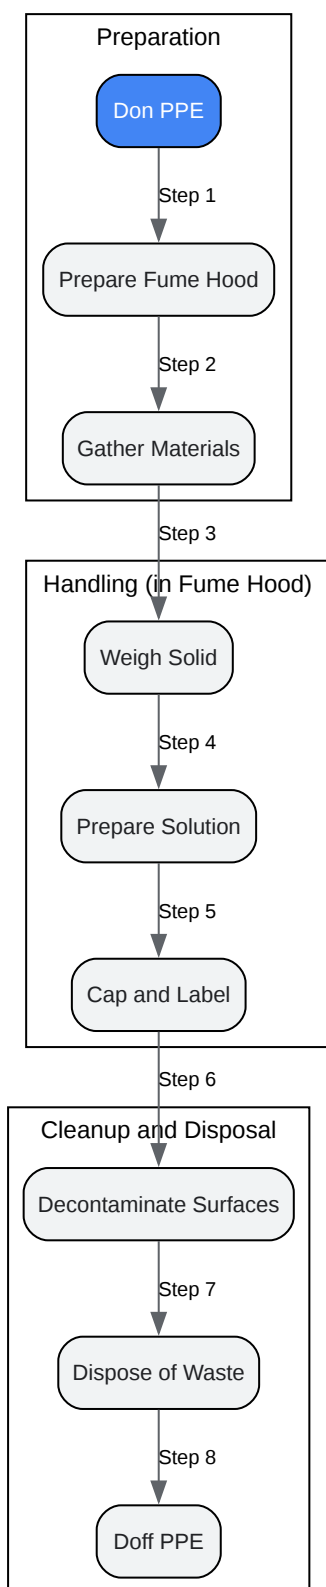 Preparation
Don PPE
Step 1
Prepare Fume Hood
Step 2
Gather Materials
Step 3
Handling (in Fume Hood)
Weigh Solid
Step 4
Prepare Solution
Step 5
Cap and Label
Step 6
Cleanup and Disposal
Decontaminate Surfaces
Step 7
Dispose of Waste
Step 8
Doff PPE